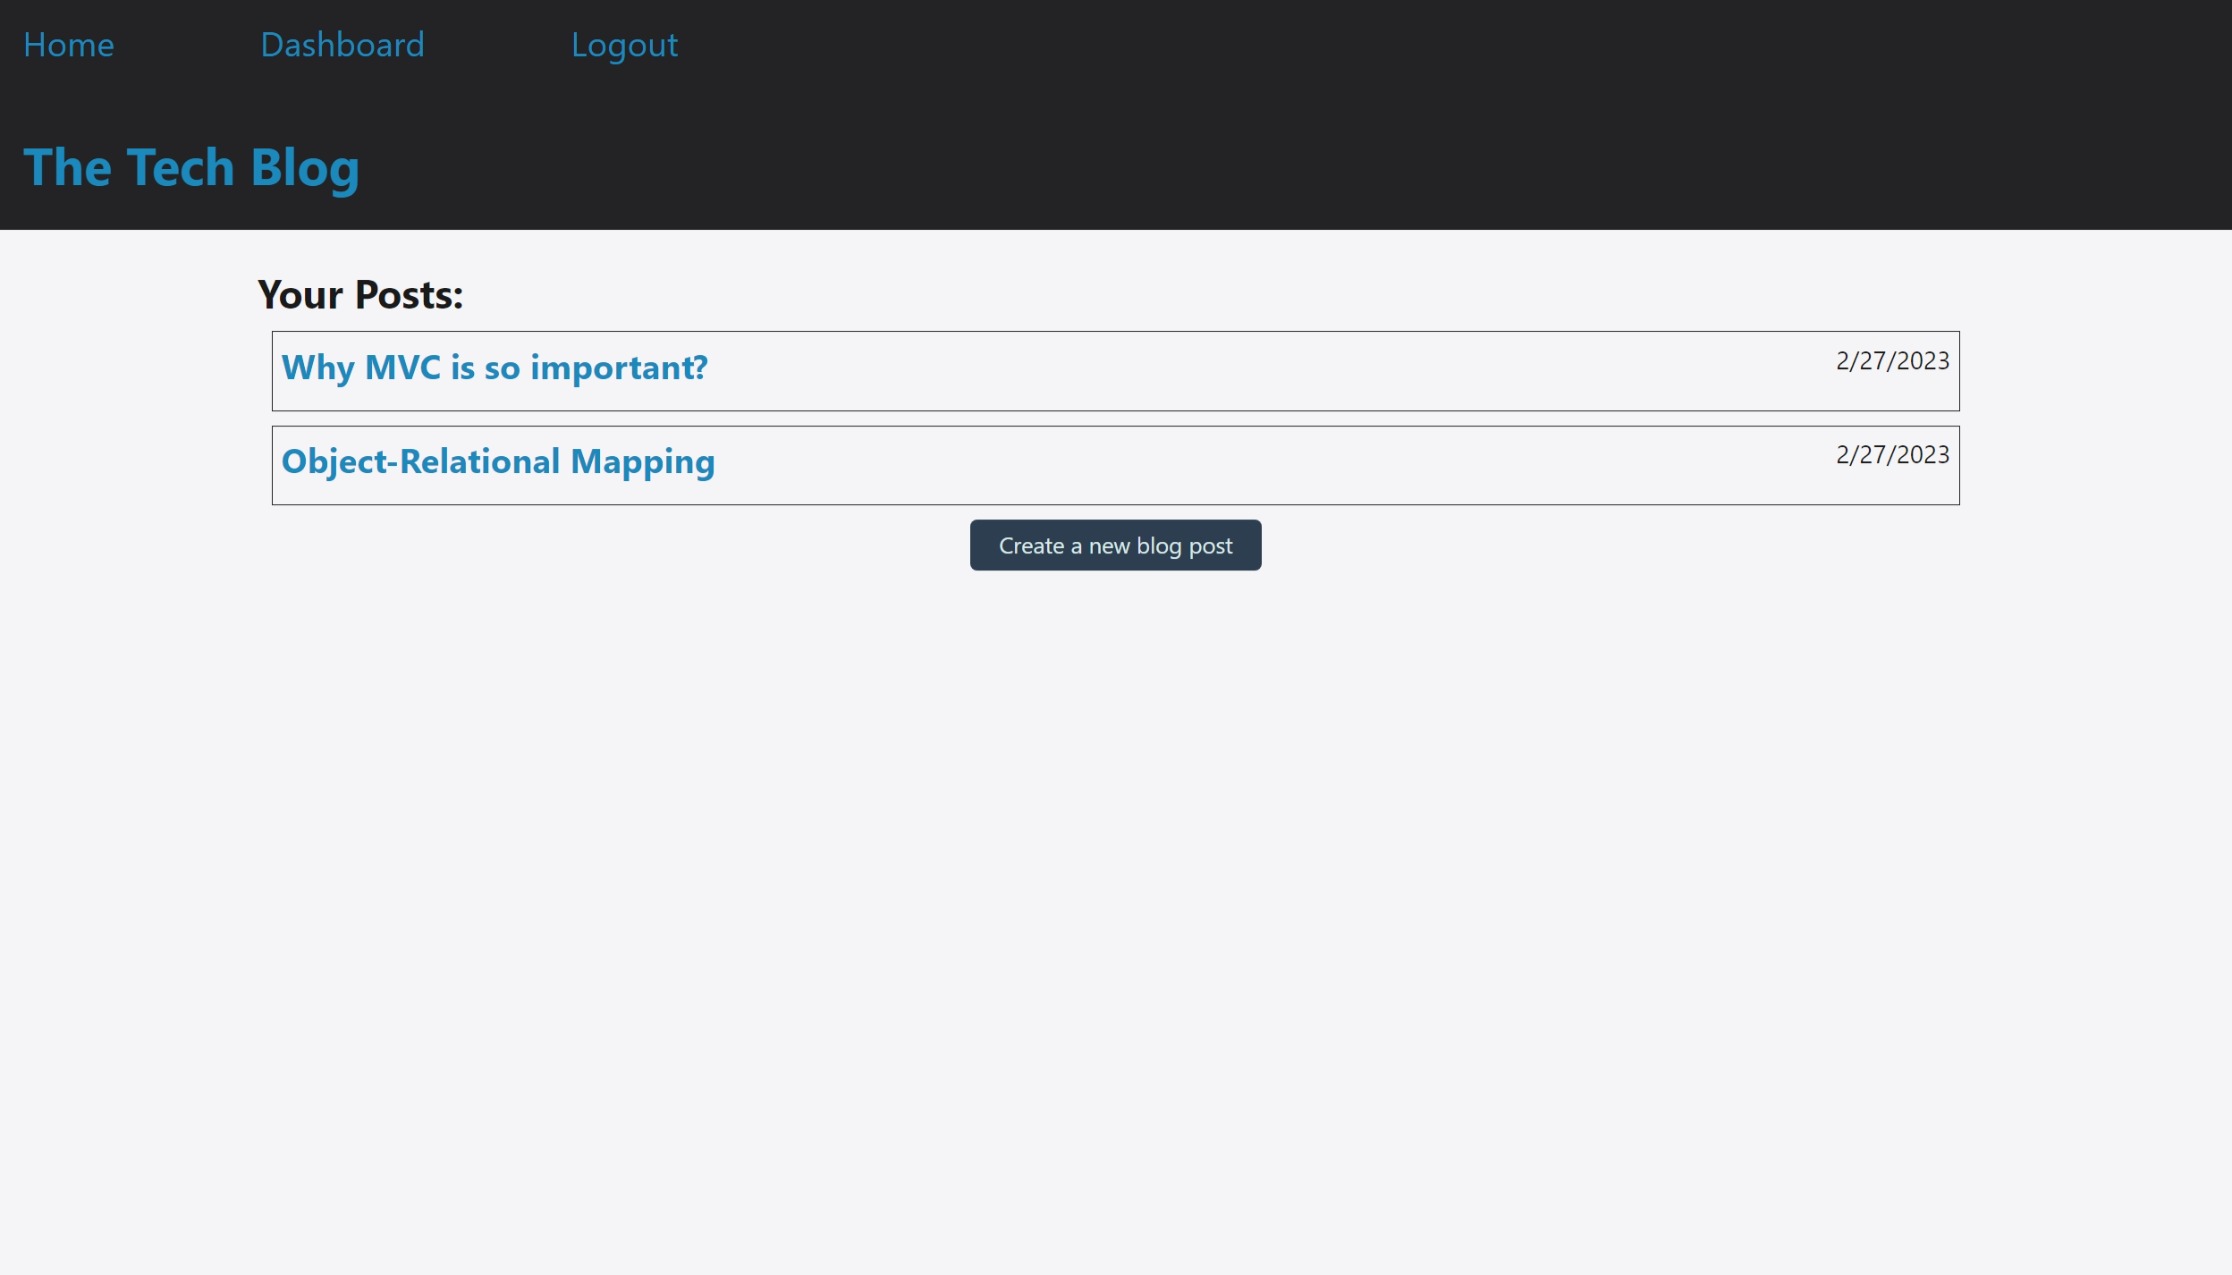 Home Dashboard Logout
The Tech Blog
Your Posts:
Why MVC is so important? 2/27/2023
Object-Relational Mapping 2/27/2023
Create a new blog post